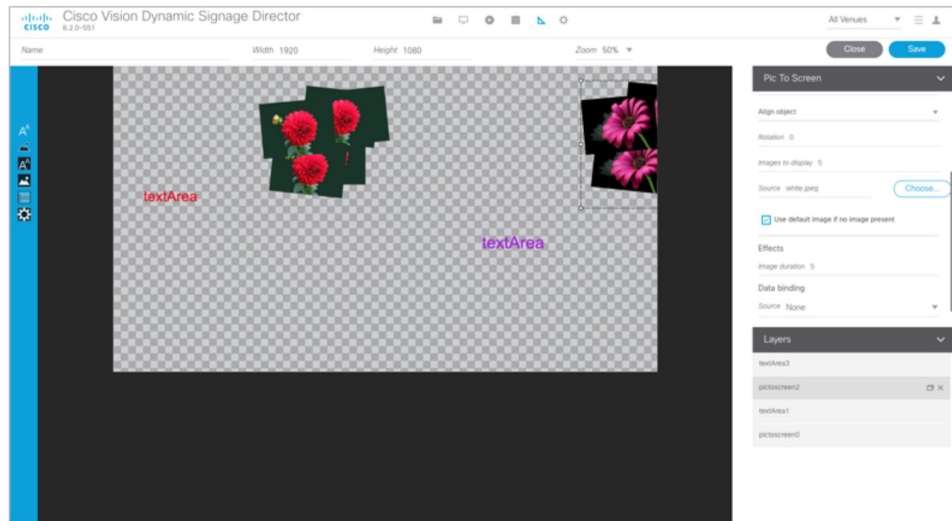 Cisco Vision Dynamic Signage Director
CISCO
6.2.0-551
All Venues
Name
Width 1920
Height 1080
Zoom 50%
Close
Save
Pic To Screen
Align object
Rotation 0
Images to display 5
Source white.jpeg
Choose...
Use default image if no image present
Effects
Image duration 5
Data binding
Source None
Layers
textArea3
pictoscreen2
textArea1
pictoscreen0
textArea
textArea